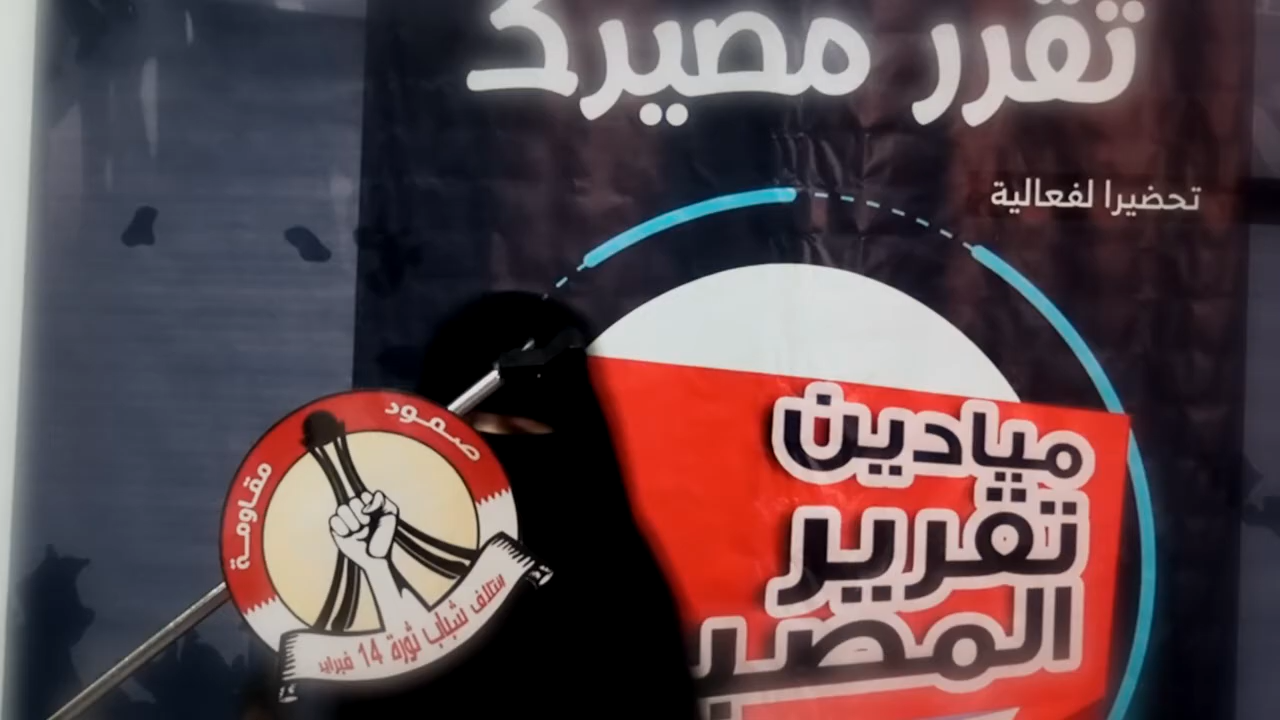 تقرر مصيرك
تحضيرا لفعالية
ميادين
تقرير
صمود
مقاومة
ائتلاف شباب ثورة 14 فبراير